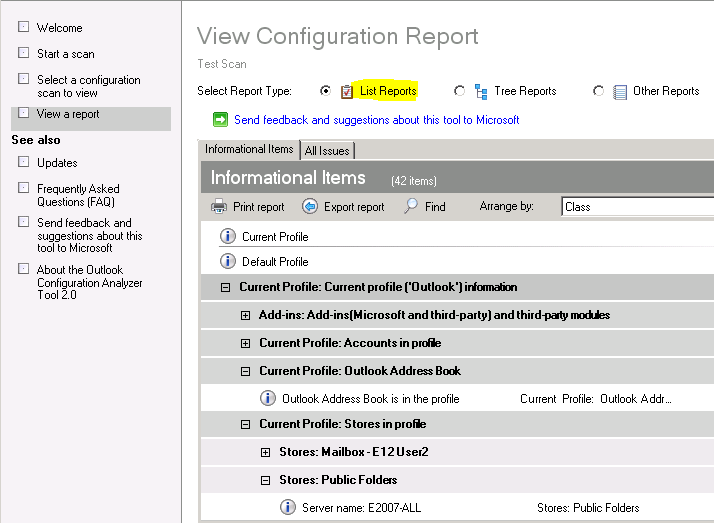 Welcome
Start a scan
Select a configuration
scan to view
View a report
See also
Updates
Frequently Asked
Questions (FAQ)
Send feedback and
suggestions about this
tool to Microsoft
About the Outlook
Configuration Analyzer
Tool 2.0
View Configuration Report
Test Scan
Select Report Type: List Reports Tree Reports Other Reports
Send feedback and suggestions about this tool to Microsoft
Informational Items All Issues
Informational Items (42 items)
Print report Export report Find Arrange by: Class
Current Profile
Default Profile
Current Profile: Current profile ('Outlook') information
Add-ins: Add-ins(Microsoft and third-party) and third-party modules
Current Profile: Accounts in profile
Current Profile: Outlook Address Book
Outlook Address Book is in the profile Current Profile: Outlook Addr...
Current Profile: Stores in profile
Stores: Mailbox - E12 User2
Stores: Public Folders
Server name: E2007-ALL Stores: Public Folders